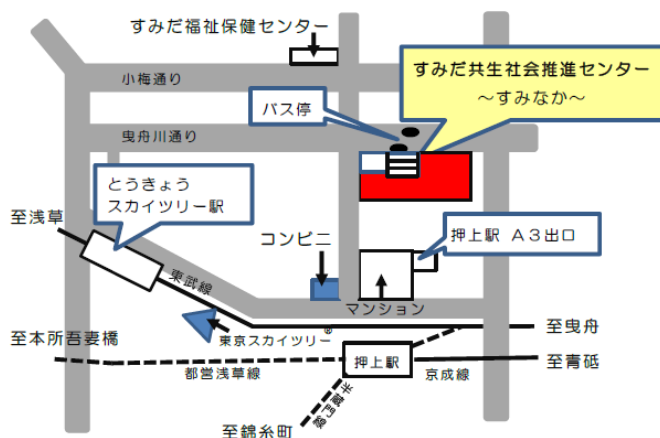 すみだ福祉保健センター
すみだ共生社会推進センター
～すみなか～
小梅通り
バス停
曳舟川通り
とうきょう
スカイツリー駅
至浅草
コンビニ
押上駅 A3出口
東武線
マンション
至本所吾妻橋
東京スカイツリー®
至曳舟
都営浅草線
押上駅
京成線
至青砥
半蔵門線
至錦糸町